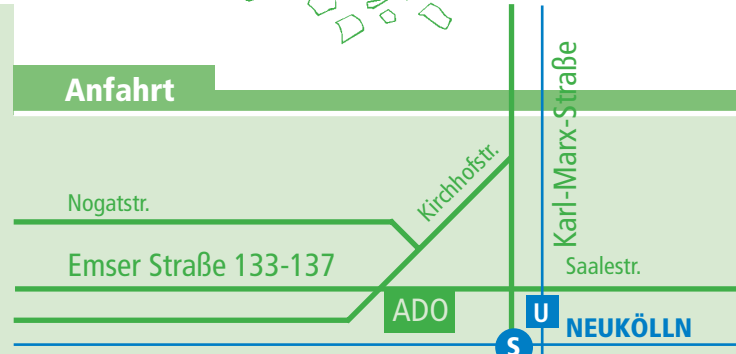 Anfahrt
Karl-Marx-Straße
Kirchhofstr.
Nogatstr.
Emser Straße 133-137
Saalestr.
ADO
U
NEUKÖLLN
S